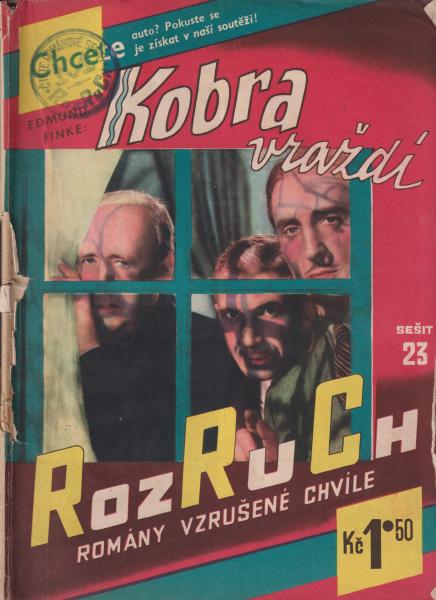 Chcete auto? Pokuste se
je získat v naší soutěži!
EDMUND
FINKE:
Kobra
vraždí
SEŠIT
23
RozRuCh
ROMÁNY VZRUŠENÉ CHVÍLE
Kč 1•50